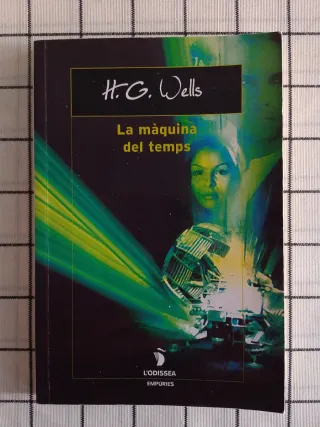 H. G. Wells
La màquina
del temps
L'ODISSEA
EMPÚRIES